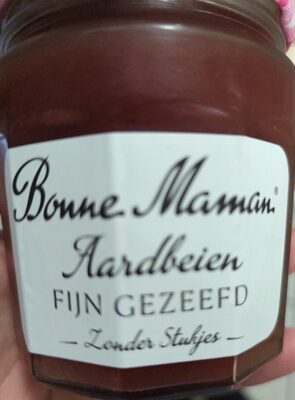 Bonne Maman®
Aardbeien
FIJN GEZEEFD
- Zonder Stukjes -